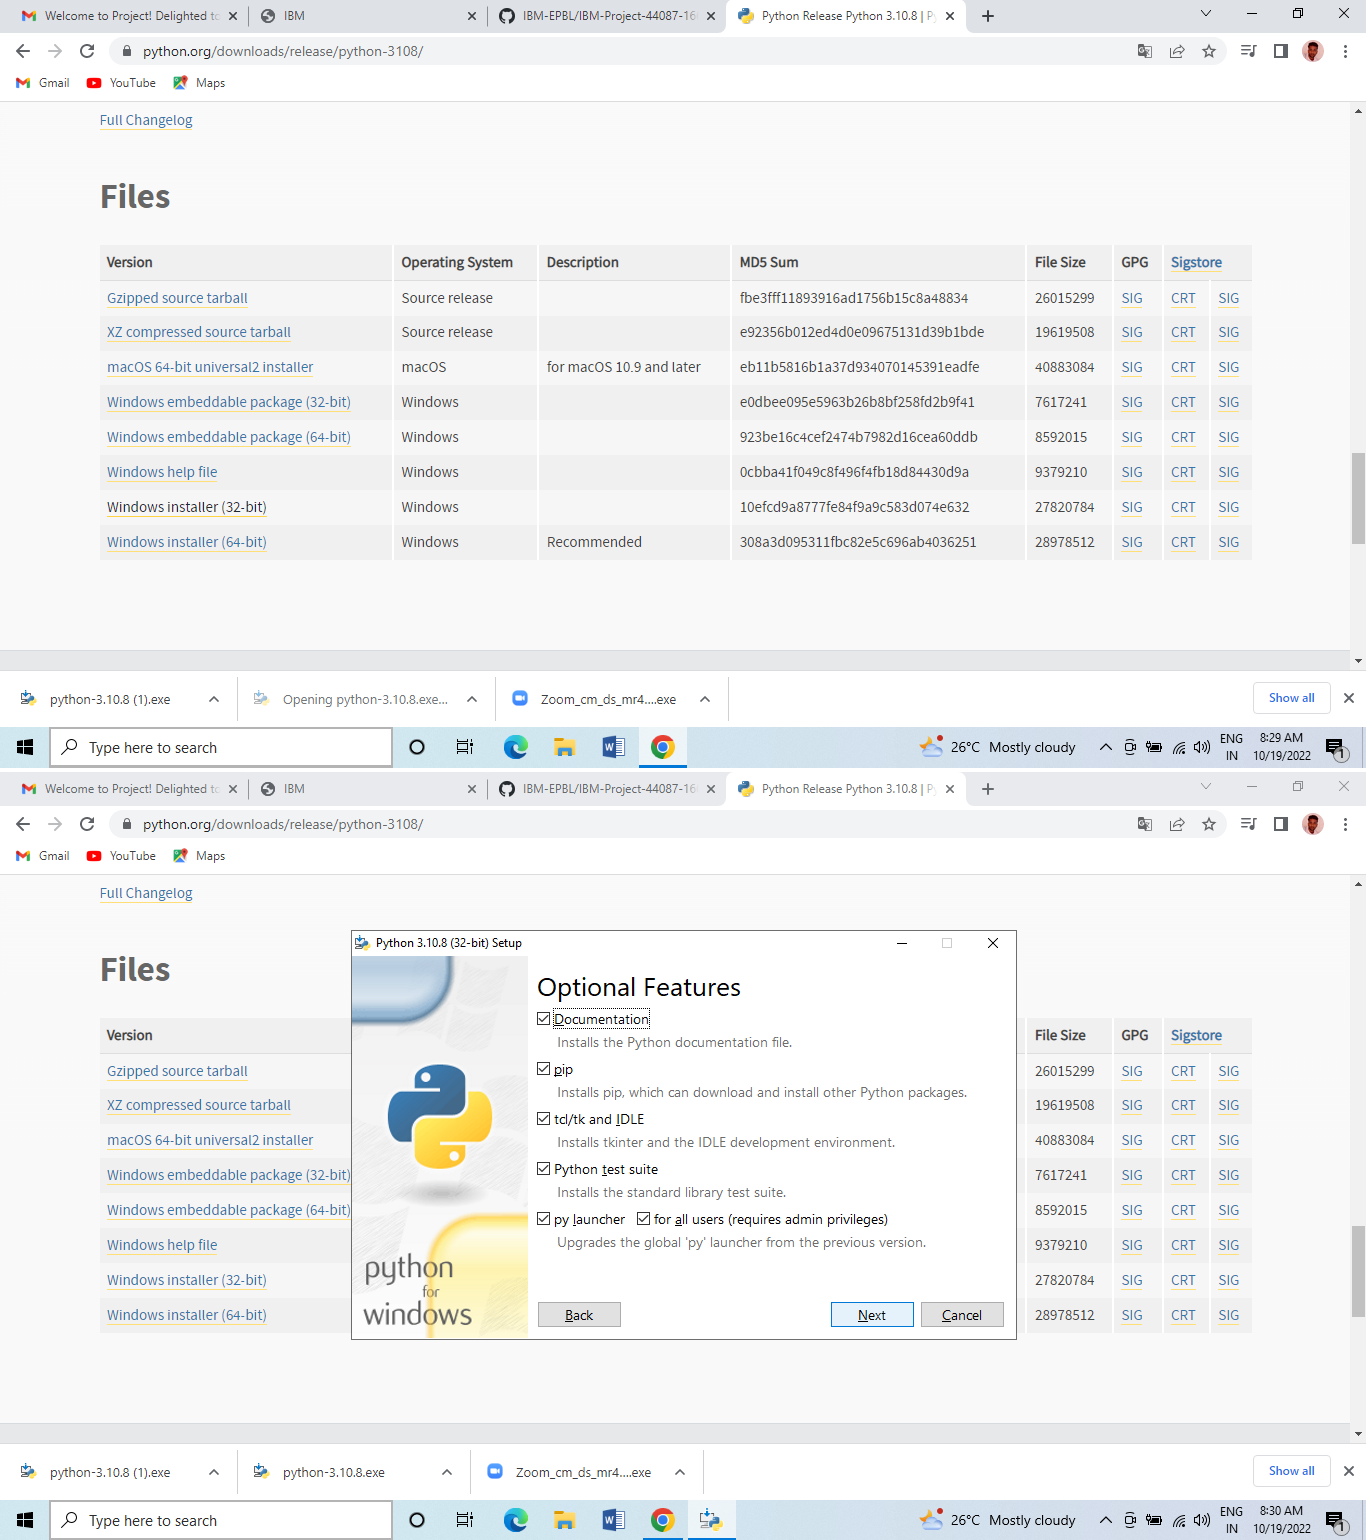 Welcome to Project! Delighted to
IBM
IBM-EPBL/IBM-Project-44087-16
Python Release Python 3.10.8 | P
python.org/downloads/release/python-3108/
Gmail YouTube Maps
Full Changelog
Files
Version Operating System Description MD5 Sum File Size GPG Sigstore
Gzipped source tarball Source release fbe3fff11893916ad1756b15c8a48834 26015299 SIG CRT SIG
XZ compressed source tarball Source release e92356b012ed4d0e09675131d39b1bde 19619508 SIG CRT SIG
macOS 64-bit universal2 installer macOS for macOS 10.9 and later eb11b5816b1a37d934070145391eadfe 40883084 SIG CRT SIG
Windows embeddable package (32-bit) Windows e0dbee095e5963b26b8bf258fd2b9f41 7617241 SIG CRT SIG
Windows embeddable package (64-bit) Windows 923be16c4cef2474b7982d16cea60ddb 8592015 SIG CRT SIG
Windows help file Windows 0cbba41f049c8f496f4fb18d84430d9a 9379210 SIG CRT SIG
Windows installer (32-bit) Windows 10efcd9a8777fe84f9a9c583d074e632 27820784 SIG CRT SIG
Windows installer (64-bit) Windows Recommended 308a3d095311fbc82e5c696ab4036251 28978512 SIG CRT SIG
python-3.10.8 (1).exe Opening python-3.10.8.exe... Zoom_cm_ds_mr4....exe Show all
Type here to search 26°C Mostly cloudy ENG 8:29 AM
IN 10/19/2022 1
Welcome to Project! Delighted to
IBM
IBM-EPBL/IBM-Project-44087-16
Python Release Python 3.10.8 | P
python.org/downloads/release/python-3108/
Gmail YouTube Maps
Full Changelog
Files
Python 3.10.8 (32-bit) Setup
Optional Features
Documentation
Installs the Python documentation file.
pip
Installs pip, which can download and install other Python packages.
tcl/tk and IDLE
Installs tkinter and the IDLE development environment.
Python test suite
Installs the standard library test suite.
py launcher for all users (requires admin privileges)
Upgrades the global 'py' launcher from the previous version.
python
for
windows
Back Next Cancel
Version File Size GPG Sigstore
Gzipped source tarball 26015299 SIG CRT SIG
XZ compressed source tarball 19619508 SIG CRT SIG
macOS 64-bit universal2 installer 40883084 SIG CRT SIG
Windows embeddable package (32-bit) 7617241 SIG CRT SIG
Windows embeddable package (64-bit) 8592015 SIG CRT SIG
Windows help file 9379210 SIG CRT SIG
Windows installer (32-bit) 27820784 SIG CRT SIG
Windows installer (64-bit) 28978512 SIG CRT SIG
python-3.10.8 (1).exe python-3.10.8.exe Zoom_cm_ds_mr4....exe Show all
Type here to search 26°C Mostly cloudy ENG 8:30 AM
IN 10/19/2022 1